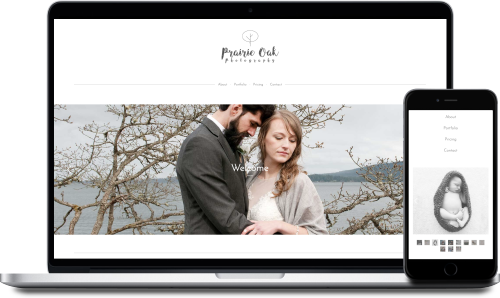 Prairie Oak
Photography
About Portfolio Pricing Contact
Welcome
About
Portfolio
Pricing
Contact